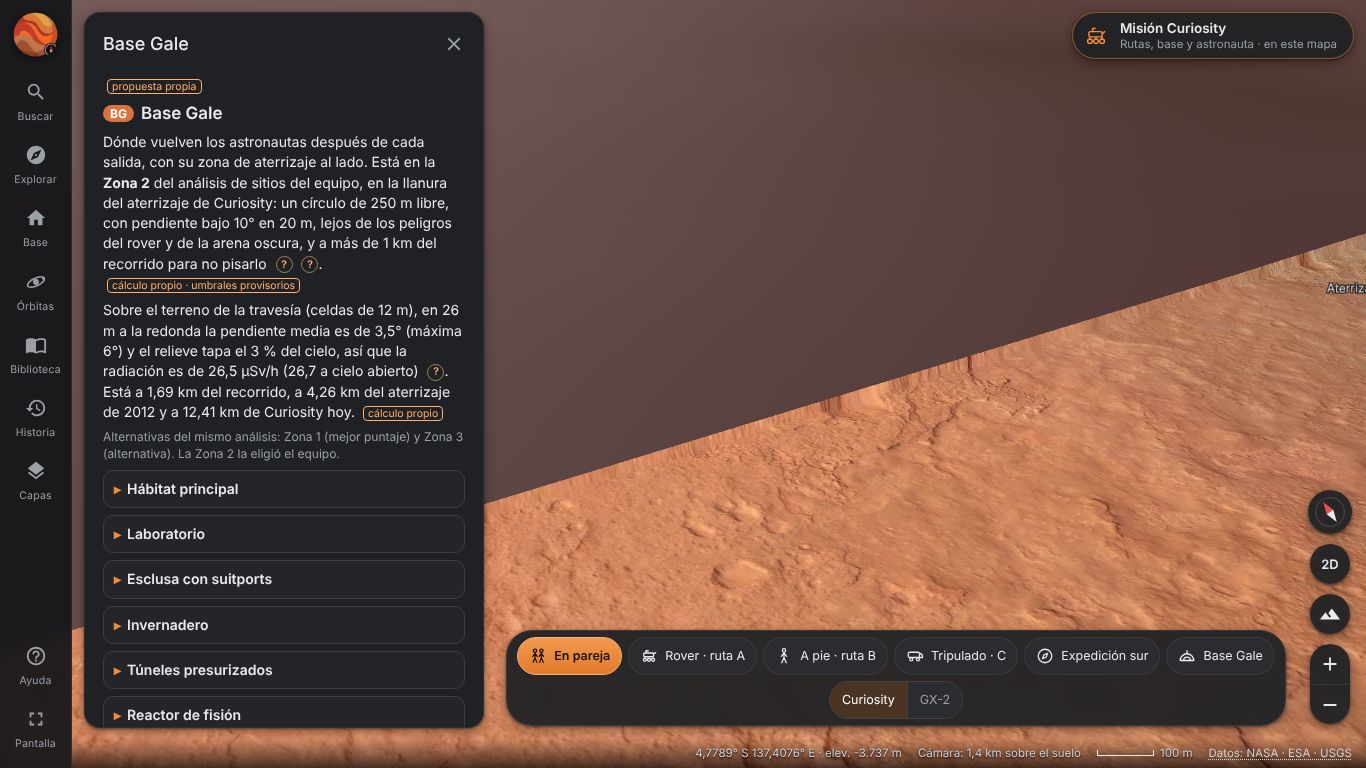 Buscar
Explorar
Base
Órbitas
Biblioteca
Historia
Capas
Ayuda
Pantalla
Base Gale
propuesta propia
BG Base Gale
Dónde vuelven los astronautas después de cada
salida, con su zona de aterrizaje al lado. Está en la
Zona 2 del análisis de sitios del equipo, en la llanura
del aterrizaje de Curiosity: un círculo de 250 m libre,
con pendiente bajo 10° en 20 m, lejos de los peligros
del rover y de la arena oscura, y a más de 1 km del
recorrido para no pisarlo ? ?.
cálculo propio · umbrales provisorios
Sobre el terreno de la travesía (celdas de 12 m), en 26
m a la redonda la pendiente media es de 3,5° (máxima
6°) y el relieve tapa el 3 % del cielo, así que la
radiación es de 26,5 µSv/h (26,7 a cielo abierto) ?.
Está a 1,69 km del recorrido, a 4,26 km del aterrizaje
de 2012 y a 12,41 km de Curiosity hoy. cálculo propio
Alternativas del mismo análisis: Zona 1 (mejor puntaje) y Zona 3
(alternativa). La Zona 2 la eligió el equipo.
Hábitat principal
Laboratorio
Esclusa con suitports
Invernadero
Túneles presurizados
Reactor de fisión
Misión Curiosity
Rutas, base y astronauta · en este mapa
Aterriz
2D
+
−
En pareja
Rover · ruta A
A pie · ruta B
Tripulado · C
Expedición sur
Base Gale
Curiosity
GX-2
4,7789° S 137,4076° E · elev. -3.737 m
Cámara: 1,4 km sobre el suelo
100 m
Datos: NASA · ESA · USGS